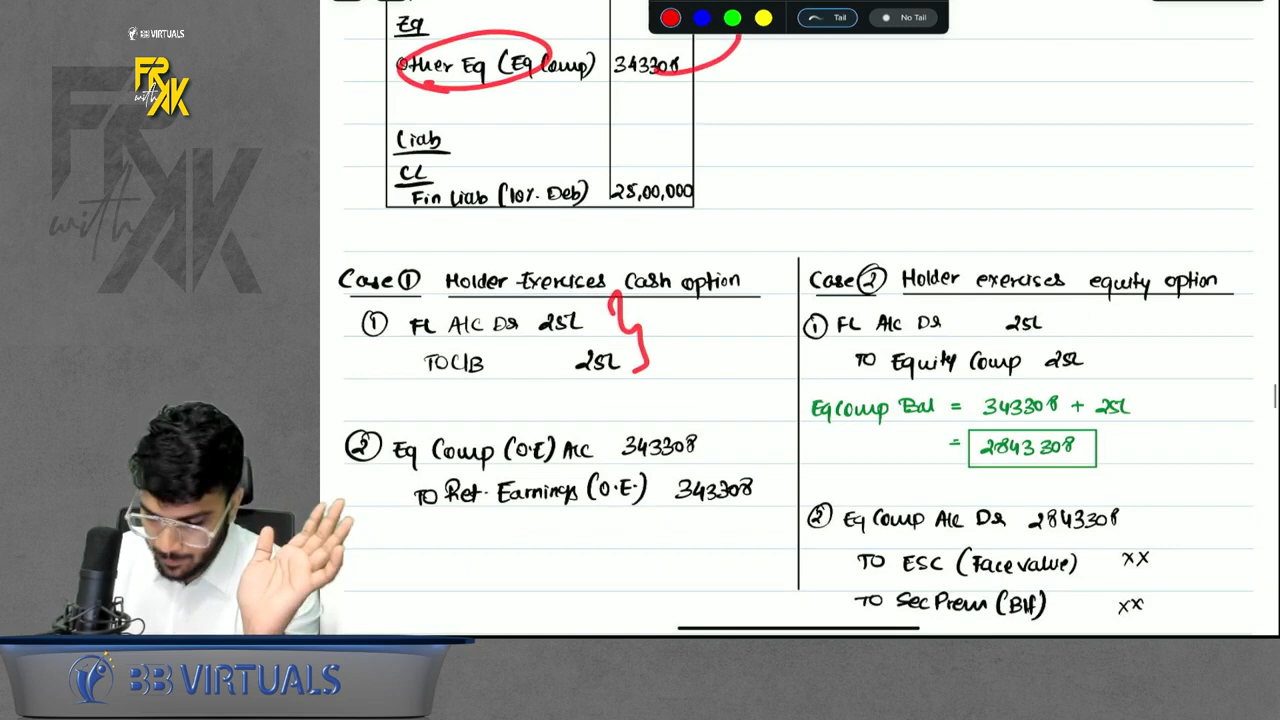 Tail
No Tail
BB VIRTUALS
FR
with
AK
FR
with
AK
Eq
Other Eq (Eq Comp) 343308
Liab
CL
Fin Liab (10% Deb) 25,00,000
Case ① Holder Exercises Cash option
① FL A/C Dr 25L
TO C/B 25L
② Eq Comp (O.E) A/c 343308
TO Ret. Earnings (O.E.) 343308
Case ② Holder exercises equity option
① FL A/C Dr 25L
TO Equity Comp 25L
Eq Comp Bal = 343308 + 25L
= 2843308
② Eq Comp A/c Dr 2843308
TO ESC (Face value) xx
TO Sec Prem (B/f) xx
BB VIRTUALS